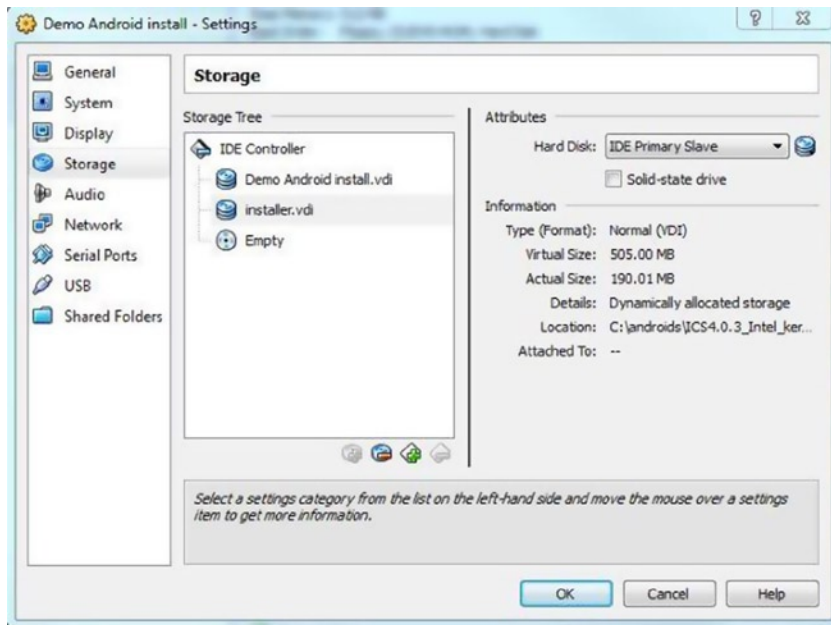 Demo Android install - Settings
General
System
Display
Storage
Audio
Network
Serial Ports
USB
Shared Folders
Storage
Storage Tree
IDE Controller
Demo Android install.vdi
installer.vdi
Empty
Attributes
Hard Disk: IDE Primary Slave
Solid-state drive
Information
Type (Format): Normal (VDI)
Virtual Size: 505.00 MB
Actual Size: 190.01 MB
Details: Dynamically allocated storage
Location: C:\androids\ICS4.0.3_Intel_ker...
Attached To: --
Select a settings category from the list on the left-hand side and move the mouse over a settings
item to get more information.
OK Cancel Help